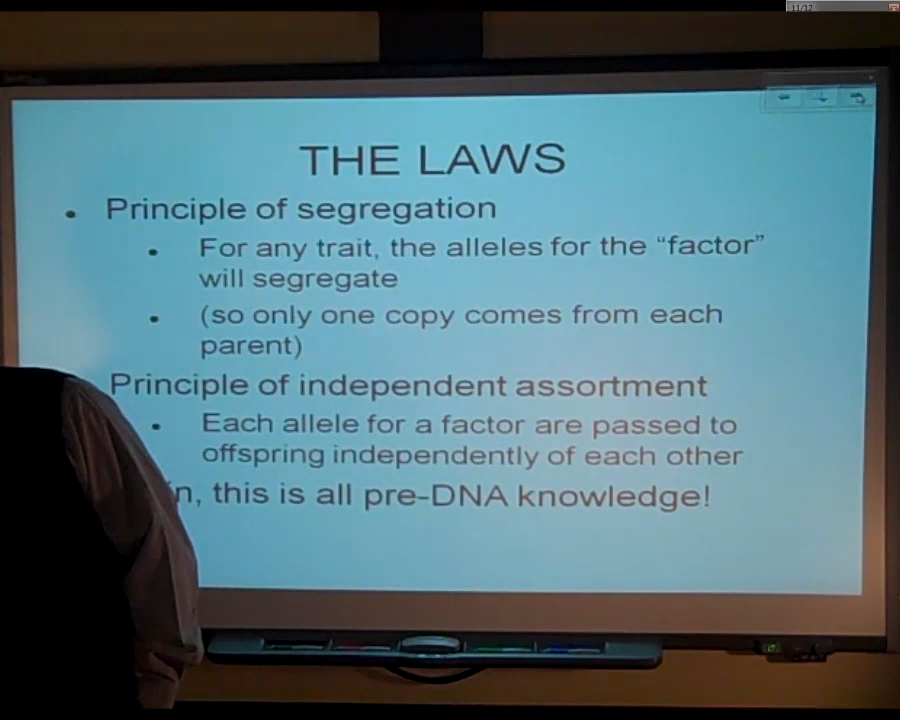 11/12
THE LAWS
• Principle of segregation
• For any trait, the alleles for the “factor”
will segregate
• (so only one copy comes from each
parent)
Principle of independent assortment
• Each allele for a factor are passed to
offspring independently of each other
n, this is all pre-DNA knowledge!